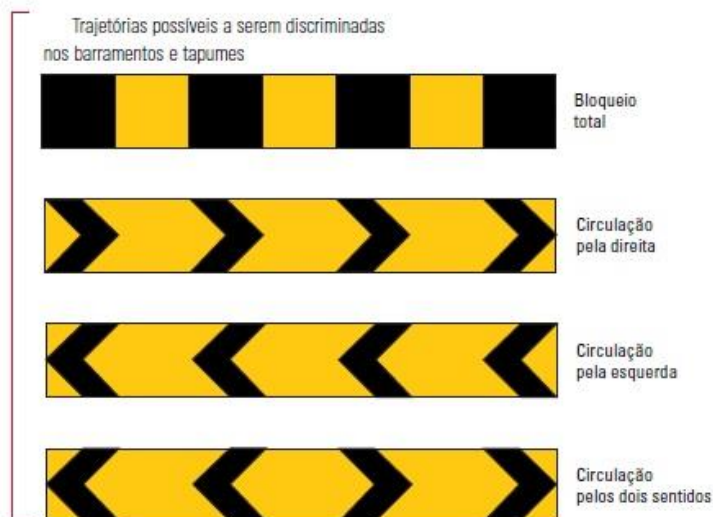 Trajetórias possíveis a serem discriminadas
nos barramentos e tapumes
Bloqueio
total
Circulação
pela direita
Circulação
pela esquerda
Circulação
pelos dois sentidos